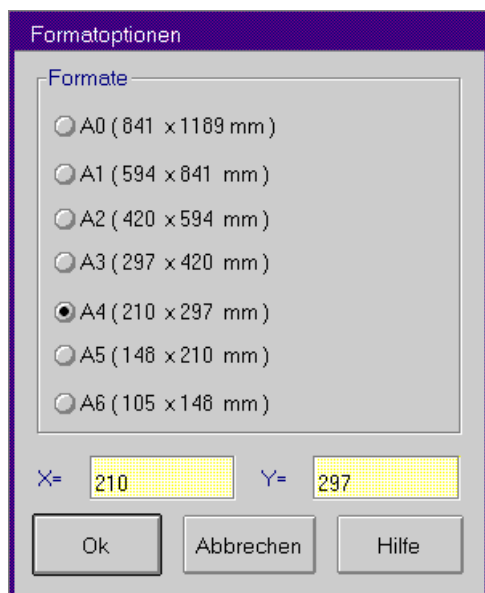 Formatoptionen
Formate
A0 ( 841 x 1189 mm )
A1 ( 594 x 841 mm )
A2 ( 420 x 594 mm )
A3 ( 297 x 420 mm )
A4 ( 210 x 297 mm )
A5 ( 148 x 210 mm )
A6 ( 105 x 148 mm )
X= 210 Y= 297
Ok Abbrechen Hilfe